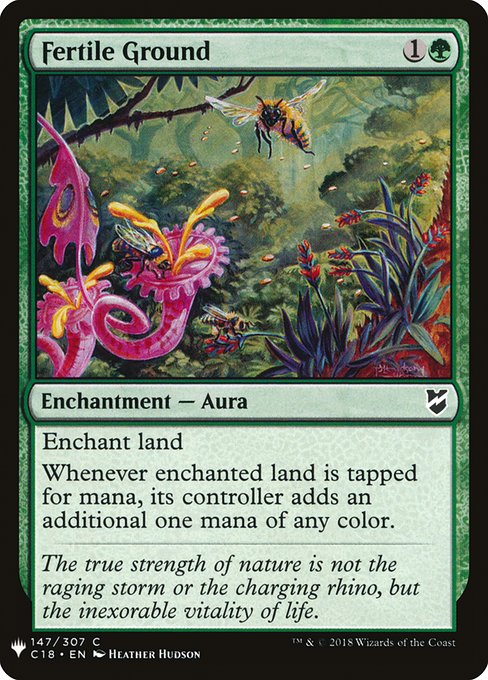 Fertile Ground 1
Enchantment — Aura
Enchant land
Whenever enchanted land is tapped
for mana, its controller adds an
additional one mana of any color.
The true strength of nature is not the
raging storm or the charging rhino, but
the inexorable vitality of life.
147/307 C
C18 • EN Heather Hudson
™ & © 2018 Wizards of the Coast